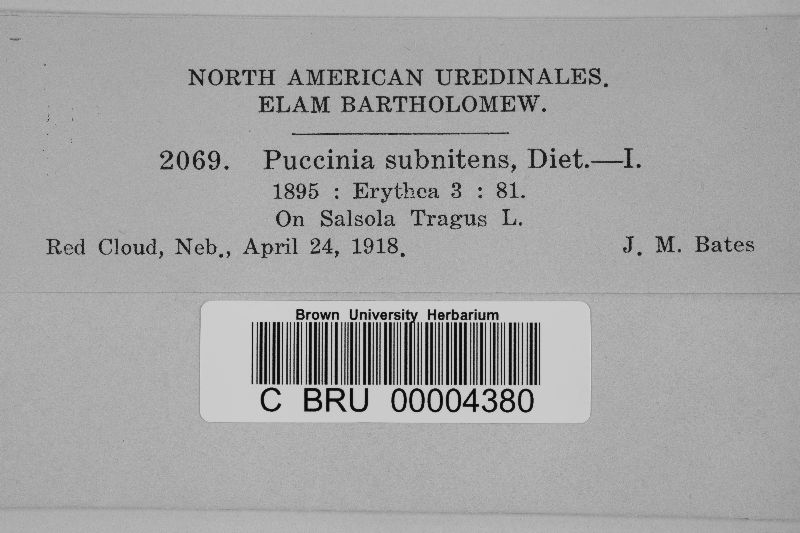 NORTH AMERICAN UREDINALES.
ELAM BARTHOLOMEW.
2069. Puccinia subnitens, Diet.—I.
1895 : Erythea 3 : 81.
On Salsola Tragus L.
Red Cloud, Neb., April 24, 1918. J. M. Bates
Brown University Herbarium
C BRU 00004380